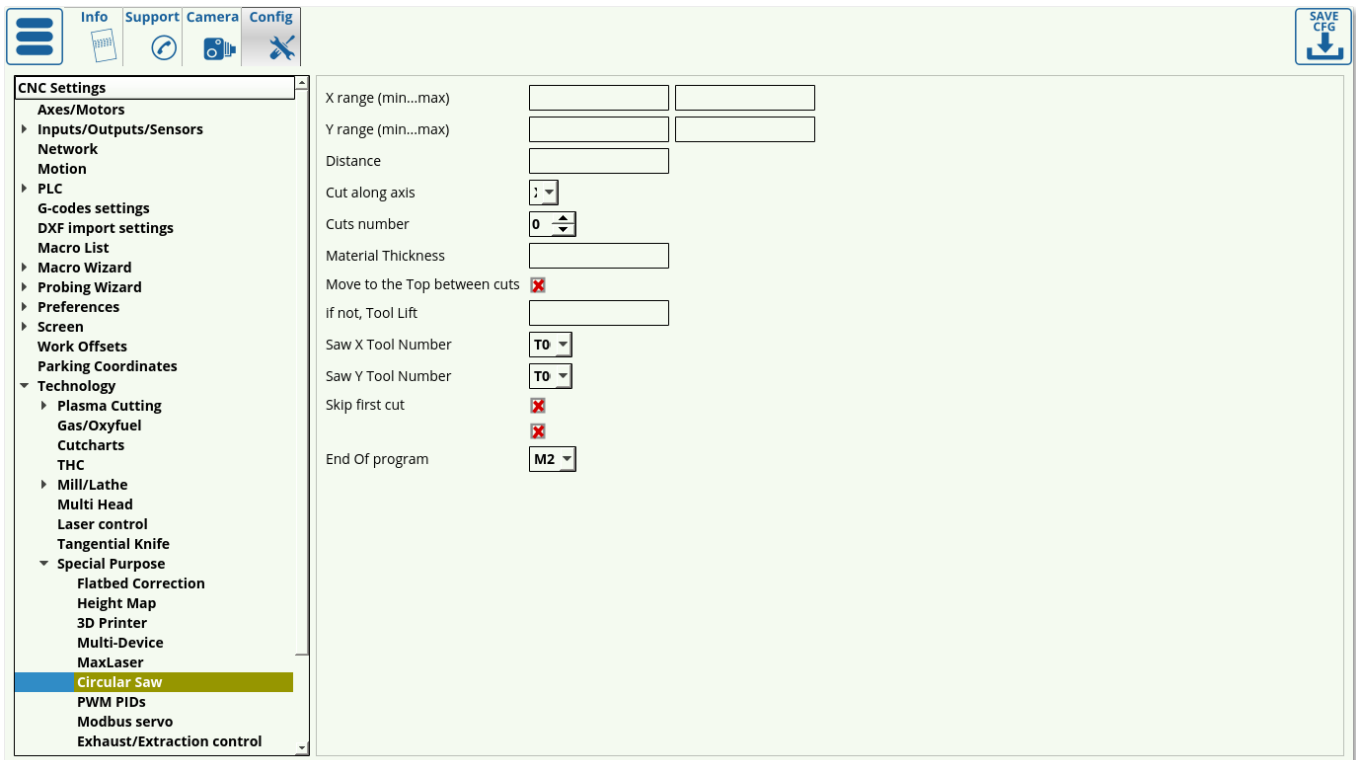 Info Support Camera Config
SAVE
CFG
CNC Settings
Axes/Motors
Inputs/Outputs/Sensors
Network
Motion
PLC
G-codes settings
DXF import settings
Macro List
Macro Wizard
Probing Wizard
Preferences
Screen
Work Offsets
Parking Coordinates
Technology
Plasma Cutting
Gas/Oxyfuel
Cutcharts
THC
Mill/Lathe
Multi Head
Laser control
Tangential Knife
Special Purpose
Flatbed Correction
Height Map
3D Printer
Multi-Device
MaxLaser
Circular Saw
PWM PIDs
Modbus servo
Exhaust/Extraction control
X range (min...max)
Y range (min...max)
Distance
Cut along axis
Cuts number 0
Material Thickness
Move to the Top between cuts
if not, Tool Lift
Saw X Tool Number T0
Saw Y Tool Number T0
Skip first cut
End Of program M2